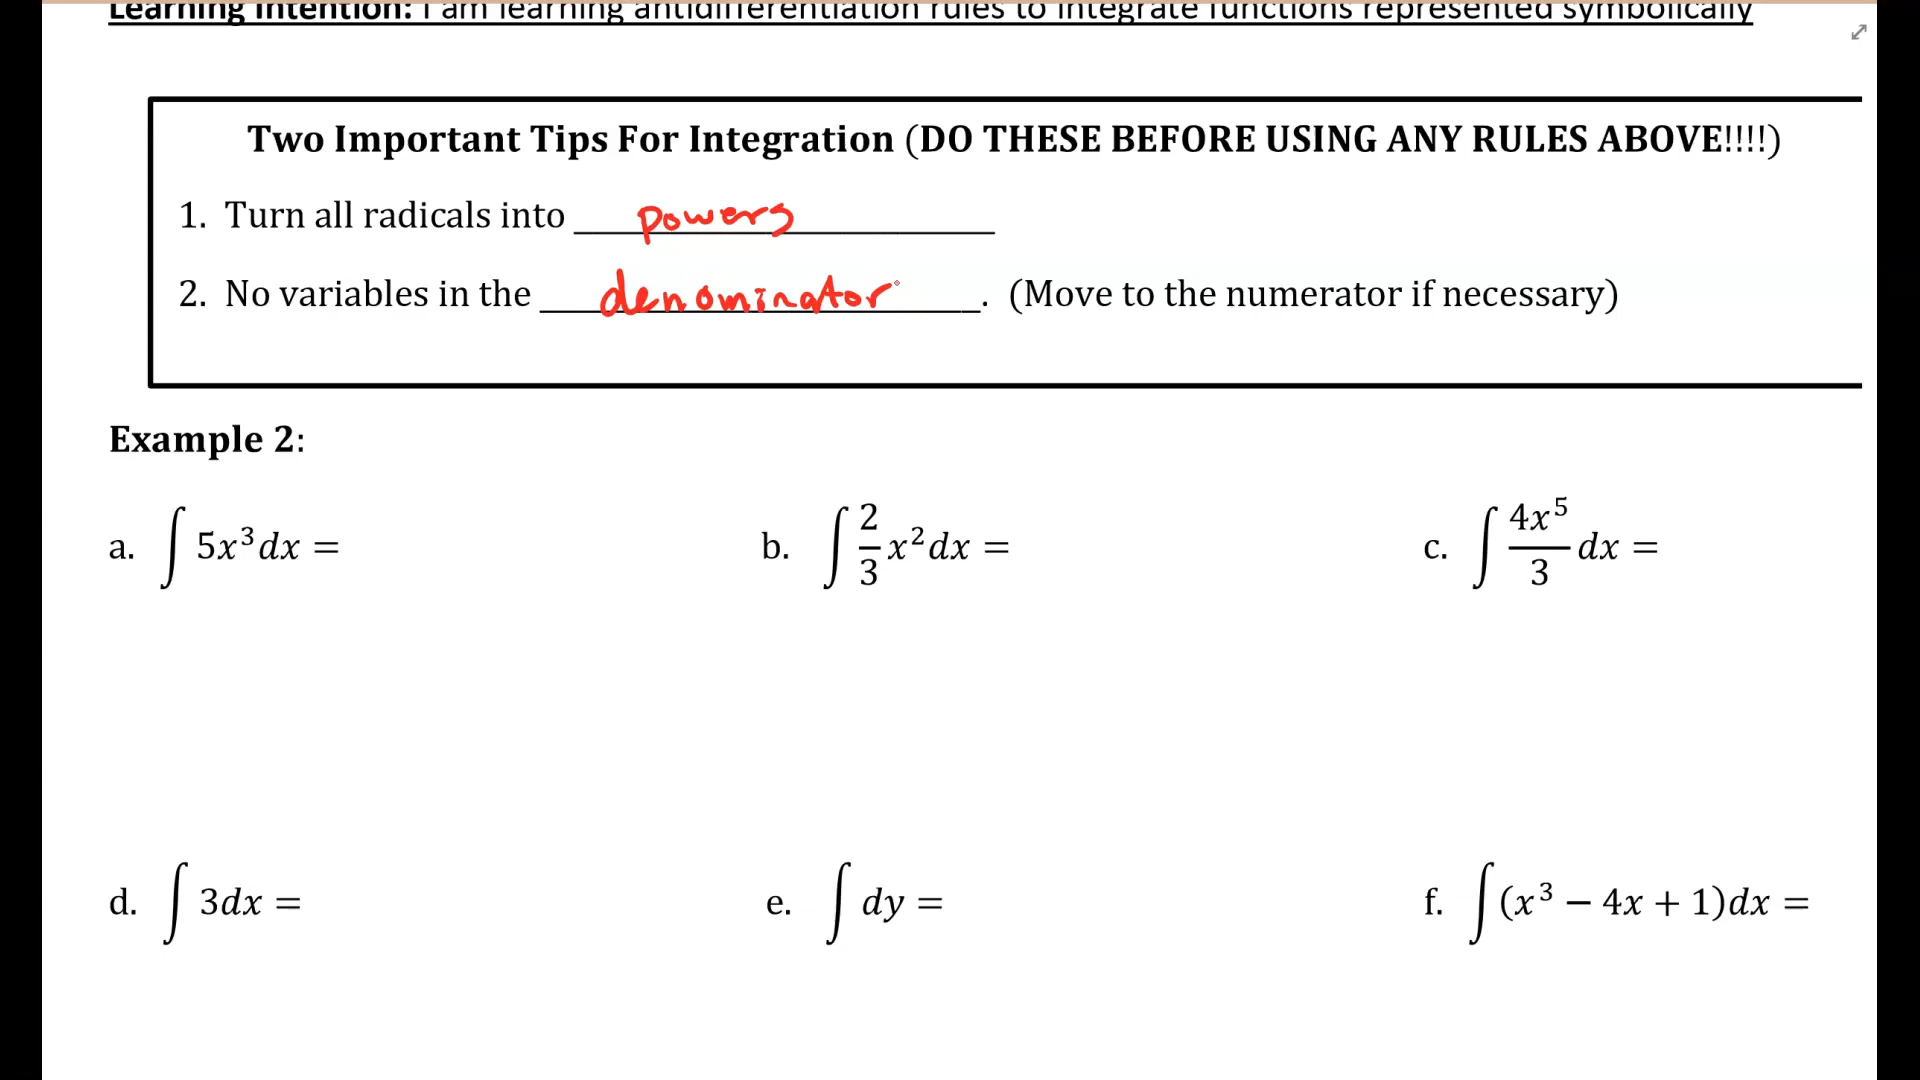 Learning Intention: I am learning antidifferentiation rules to integrate functions represented symbolically
Two Important Tips For Integration (DO THESE BEFORE USING ANY RULES ABOVE!!!!)
1. Turn all radicals into powers
2. No variables in the denominator. (Move to the numerator if necessary)
Example 2:
a. ∫ 5x³dx =
b. ∫ 2/3 x²dx =
c. ∫ 4x⁵/3 dx =
d. ∫ 3dx =
e. ∫ dy =
f. ∫ (x³ − 4x + 1)dx =